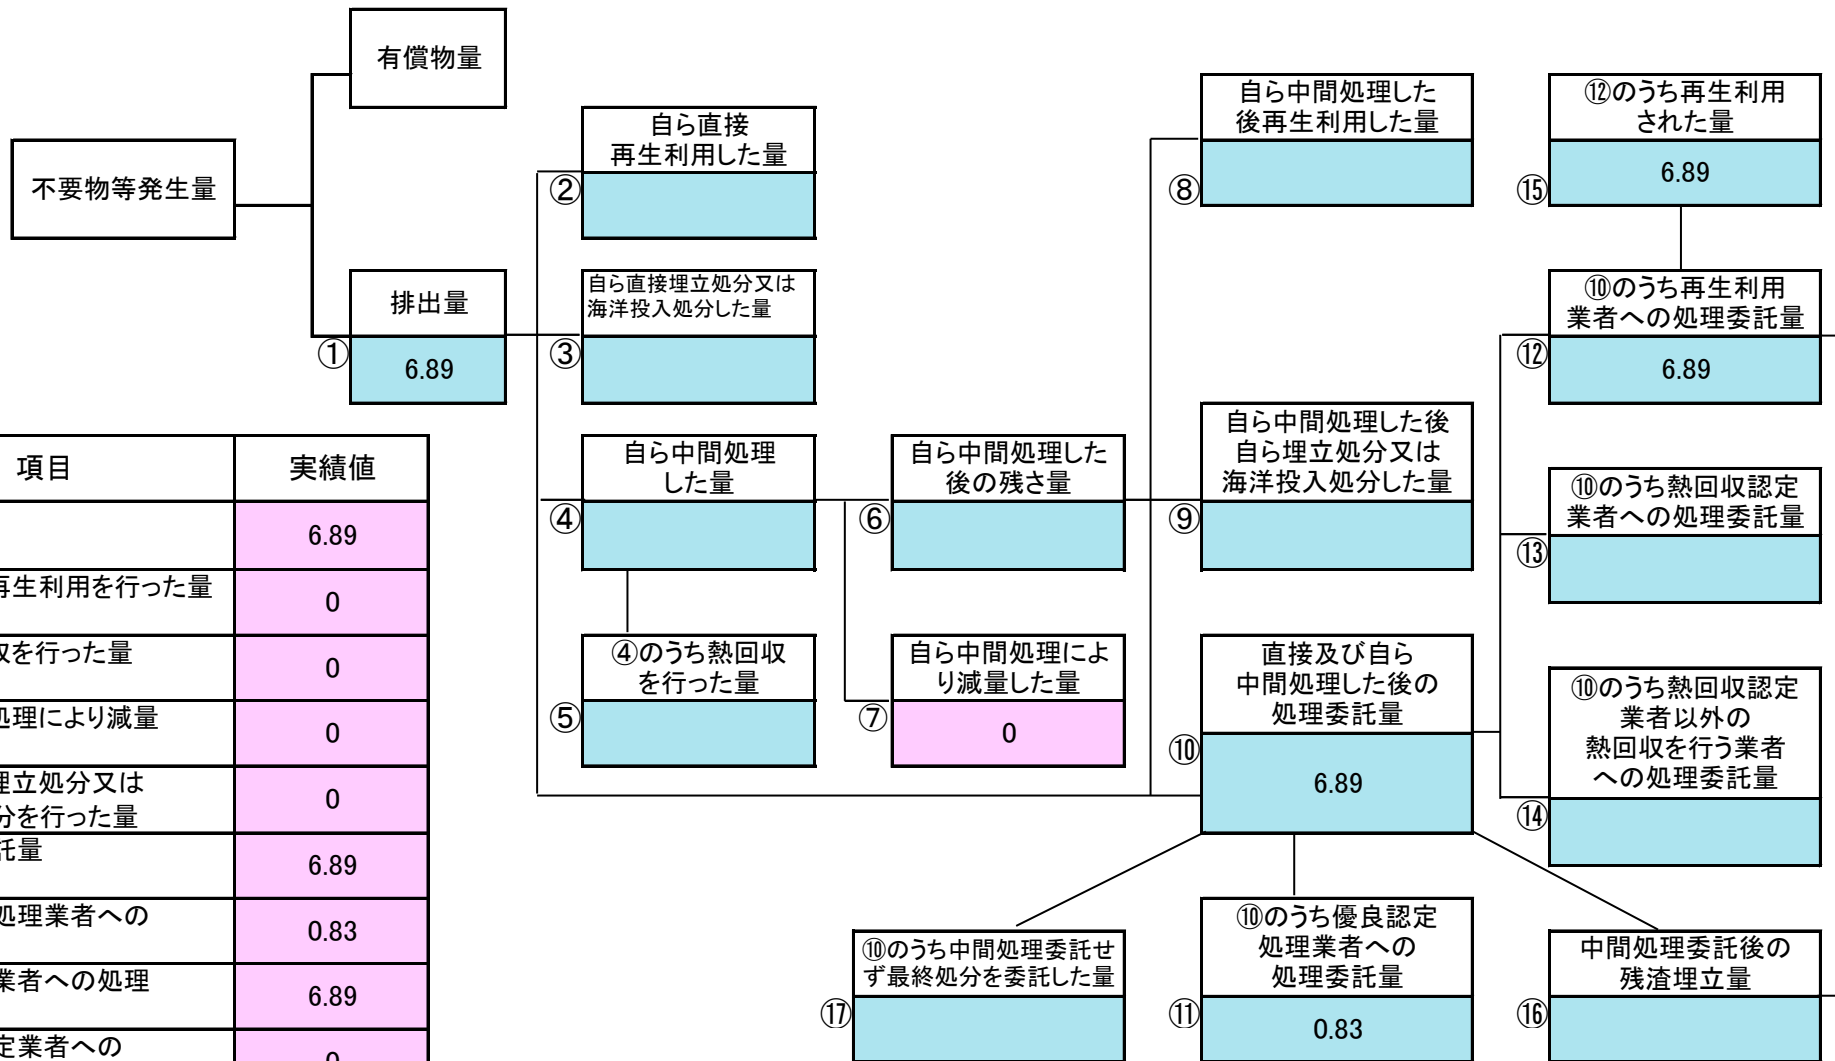 有償物量
不要物等発生量
排出量
①
6.89
自ら直接
再生利用した量
②
自ら直接埋立処分又は
海洋投入処分した量
③
自ら中間処理
した量
④
④のうち熱回収
を行った量
⑤
自ら中間処理した
後の残さ量
⑥
自ら中間処理によ
り減量した量
⑦
0
自ら中間処理した
後再生利用した量
⑧
自ら中間処理した後
自ら埋立処分又は
海洋投入処分した量
⑨
直接及び自ら
中間処理した後の
処理委託量
⑩
6.89
⑫のうち再生利用
された量
⑮
6.89
⑩のうち再生利用
業者への処理委託量
⑫
6.89
⑩のうち熱回収認定
業者への処理委託量
⑬
⑩のうち熱回収認定
業者以外の
熱回収を行う業者
への処理委託量
⑭
⑩のうち中間処理委託せ
ず最終処分を委託した量
⑰
⑩のうち優良認定
処理業者への
処理委託量
⑪
0.83
中間処理委託後の
残渣埋立量
⑯
項目 実績値
6.89
再生利用を行った量
0
を行った量
0
処理により減量
0
埋立処分又は
を行った量
0
託量
6.89
処理業者への
0.83
業者への処理
6.89
定業者への
0